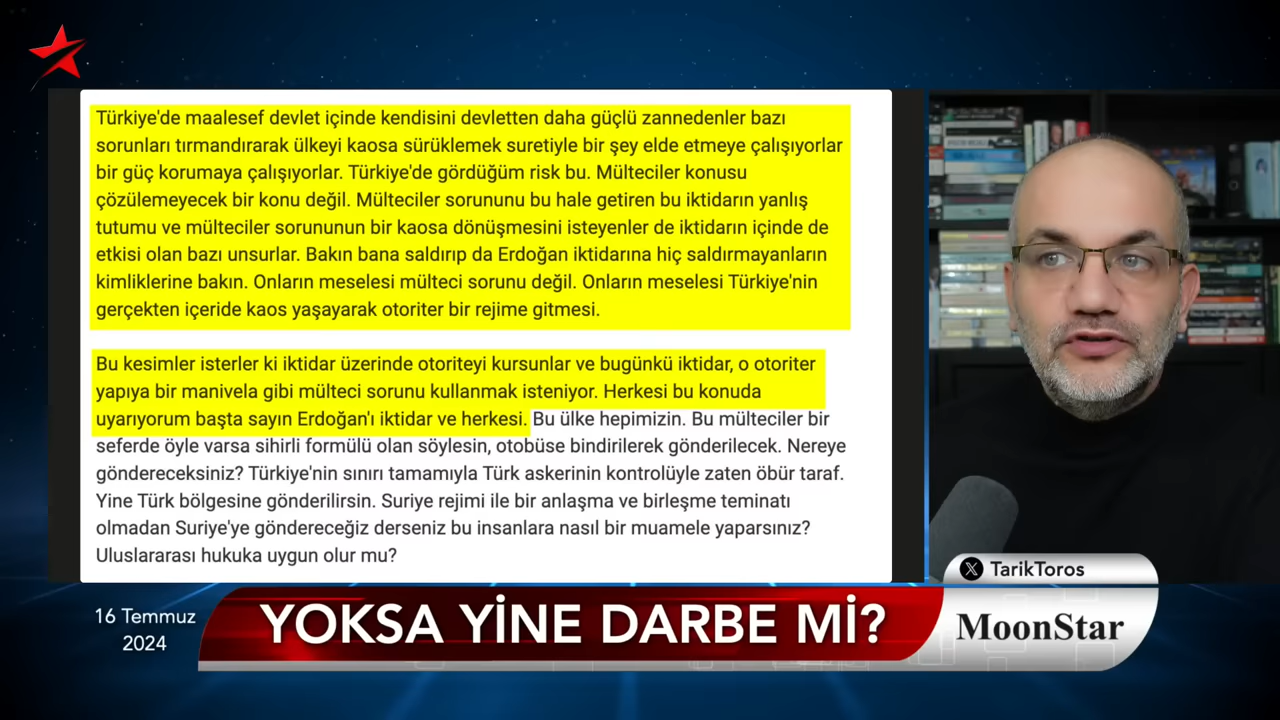 Türkiye'de maalesef devlet içinde kendisini devletten daha güçlü zannedenler bazı
sorunları tırmandırarak ülkeyi kaosa sürüklemek suretiyle bir şey elde etmeye çalışıyorlar
bir güç korumaya çalışıyorlar. Türkiye'de gördüğüm risk bu. Mülteciler konusu
çözülemeyecek bir konu değil. Mülteciler sorununu bu hale getiren bu iktidarın yanlış
tutumu ve mülteciler sorununun bir kaosa dönüşmesini isteyenler de iktidarın içinde de
etkisi olan bazı unsurlar. Bakın bana saldırıp da Erdoğan iktidarına hiç saldırmayanların
kimliklerine bakın. Onların meselesi mülteci sorunu değil. Onların meselesi Türkiye'nin
gerçekten içeride kaos yaşayarak otoriter bir rejime gitmesi.
Bu kesimler isterler ki iktidar üzerinde otoriteyi kursunlar ve bugünkü iktidar, o otoriter
yapıya bir manivela gibi mülteci sorunu kullanmak isteniyor. Herkesi bu konuda
uyarıyorum başta sayın Erdoğan'ı iktidar ve herkesi. Bu ülke hepimizin. Bu mülteciler bir
seferde öyle varsa sihirli formülü olan söylesin, otobüse bindirilerek gönderilecek. Nereye
göndereceksiniz? Türkiye'nin sınırı tamamıyla Türk askerinin kontrolüyle zaten öbür taraf.
Yine Türk bölgesine gönderilirsin. Suriye rejimi ile bir anlaşma ve birleşme teminatı
olmadan Suriye'ye göndereceğiz derseniz bu insanlara nasıl bir muamele yaparsınız?
Uluslararası hukuka uygun olur mu?
X TarikToros
16 Temmuz
2024
YOKSA YİNE DARBE Mİ?
MoonStar